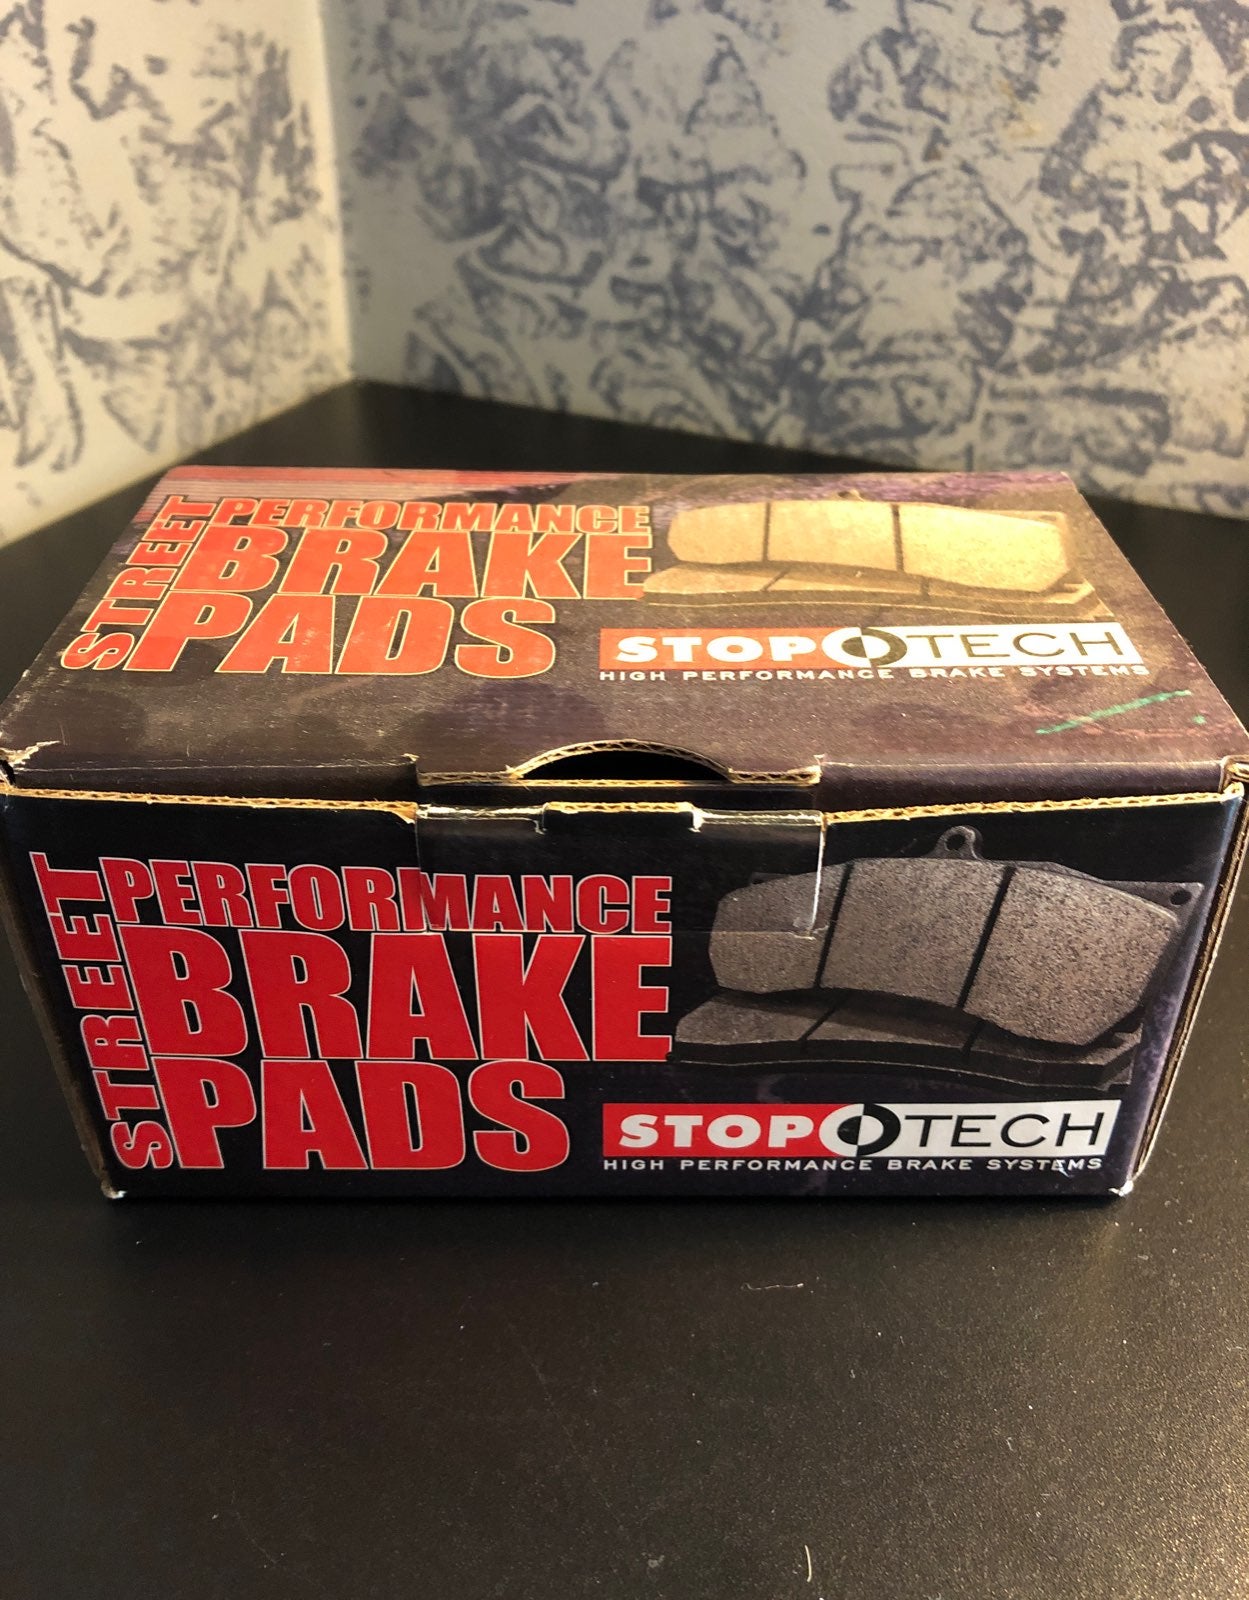 STREET
PERFORMANCE
BRAKE
PADS
STOPTECH
HIGH PERFORMANCE BRAKE SYSTEMS
STREET
PERFORMANCE
BRAKE
PADS
STOPTECH
HIGH PERFORMANCE BRAKE SYSTEMS